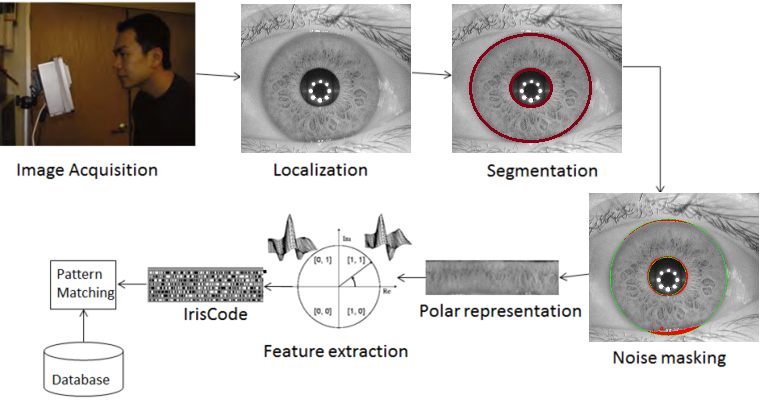 Image Acquisition
Localization
Segmentation
Noise masking
Polar representation
Im
[0, 1]
[1, 1]
Re
[0, 0]
[1, 0]
Feature extraction
IrisCode
Pattern
Matching
Database